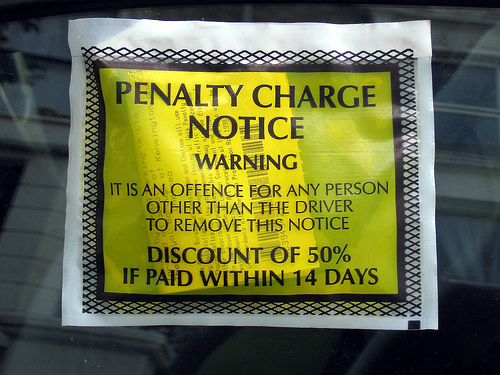 PENALTY CHARGE
NOTICE
WARNING
IT IS AN OFFENCE FOR ANY PERSON
OTHER THAN THE DRIVER
TO REMOVE THIS NOTICE
DISCOUNT OF 50%
IF PAID WITHIN 14 DAYS